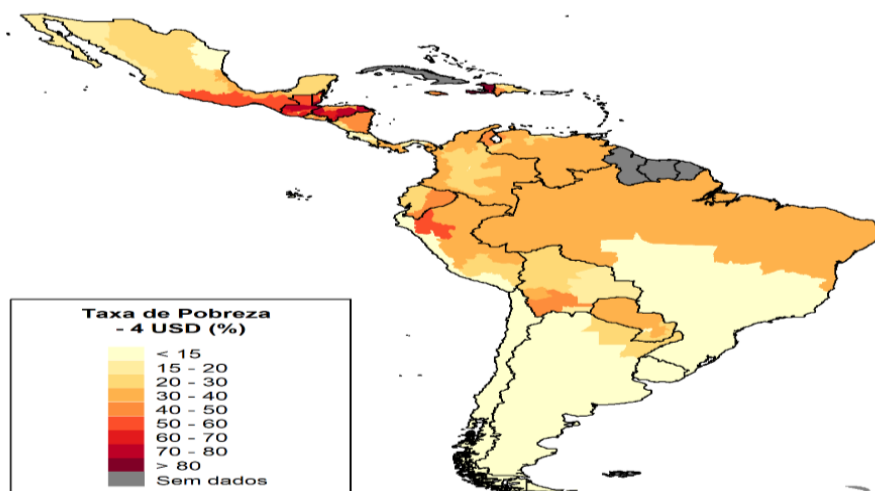 Taxa de Pobreza
- 4 USD (%)
< 15
15 - 20
20 - 30
30 - 40
40 - 50
50 - 60
60 - 70
70 - 80
> 80
Sem dados